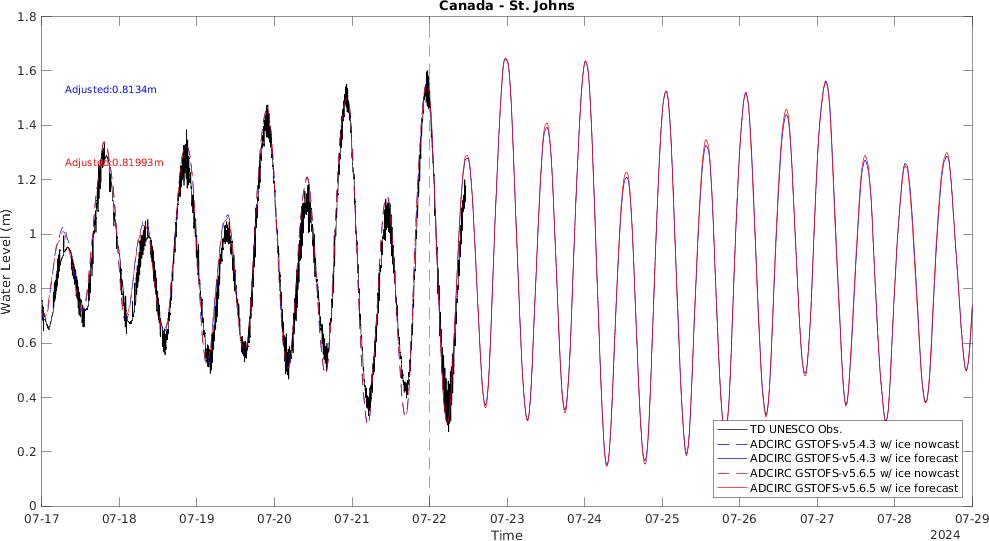 Canada - St. Johns
1.8
1.6
1.4
1.2
1
0.8
0.6
0.4
0.2
0
Water Level (m)
Adjusted:0.8134m
Adjusted:0.81993m
TD UNESCO Obs.
ADCIRC GSTOFS-v5.4.3 w/ ice nowcast
ADCIRC GSTOFS-v5.4.3 w/ ice forecast
ADCIRC GSTOFS-v5.6.5 w/ ice nowcast
ADCIRC GSTOFS-v5.6.5 w/ ice forecast
07-17 07-18 07-19 07-20 07-21 07-22 07-23 07-24 07-25 07-26 07-27 07-28 07-29
Time
2024